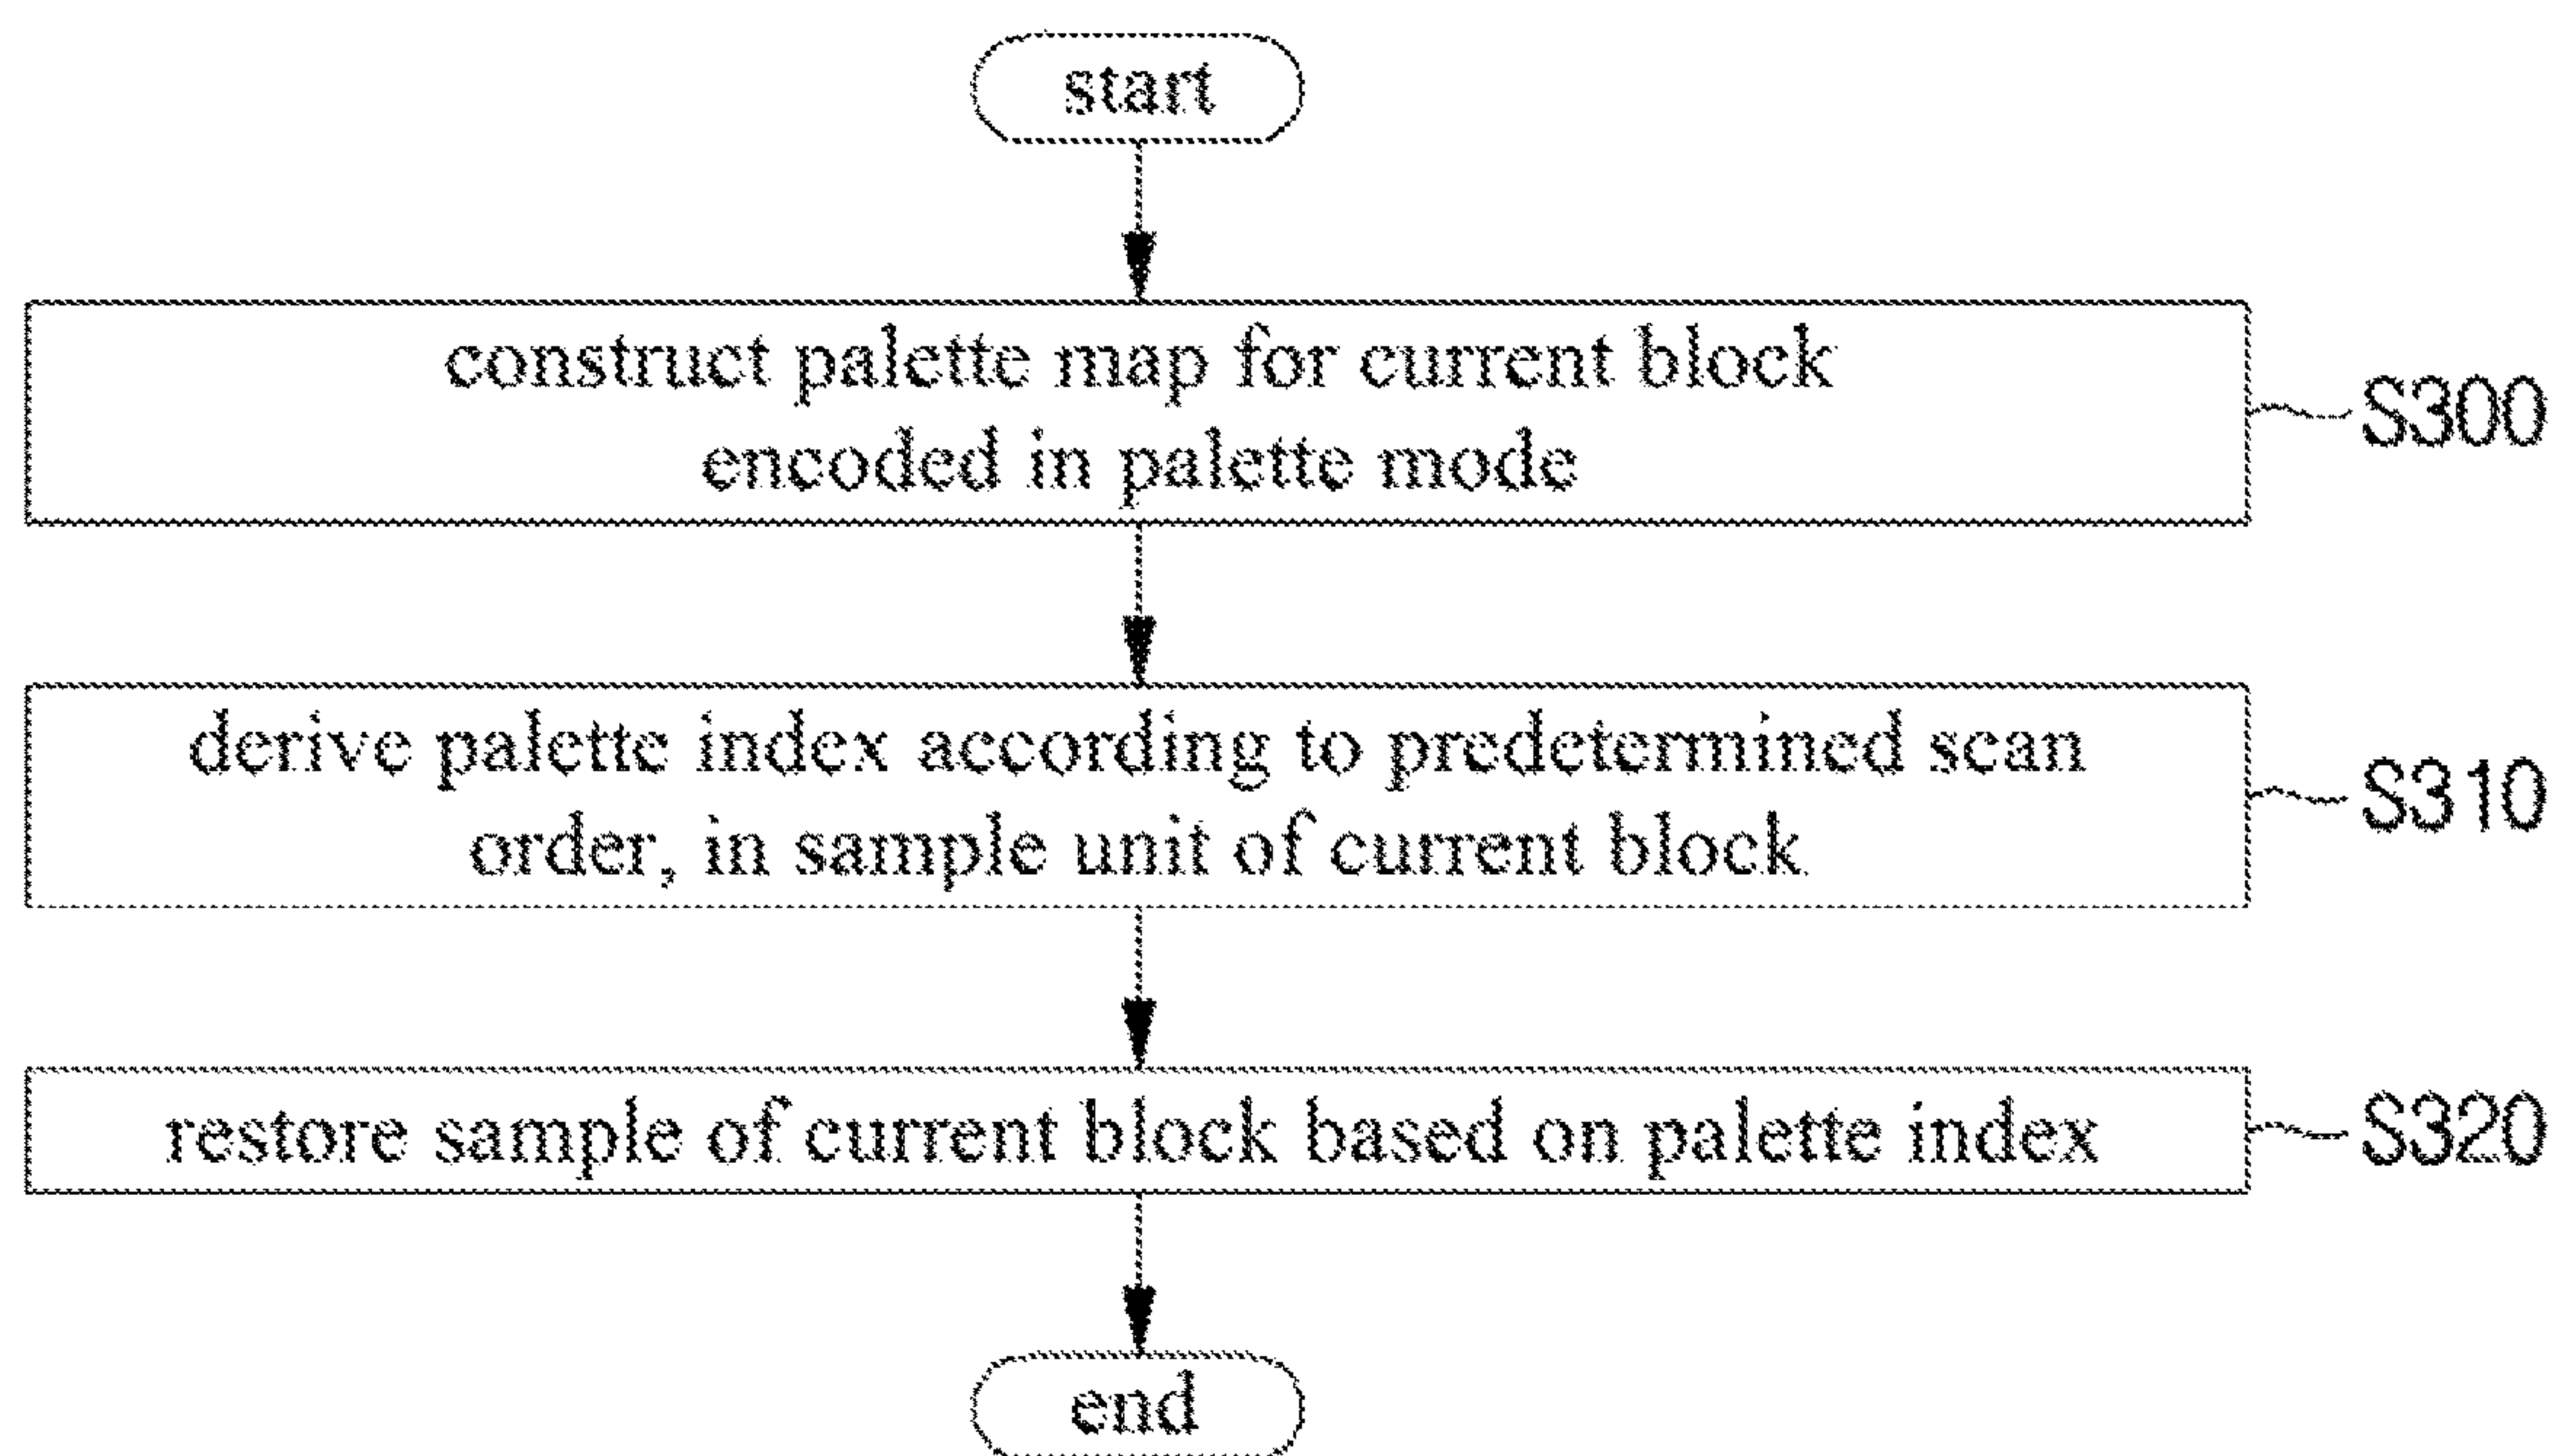 start
construct palette map for current block
encoded in palette mode
S300
derive palette index according to predetermined scan
order, in sample unit of current block
S310
restore sample of current block based on palette index
S320
end